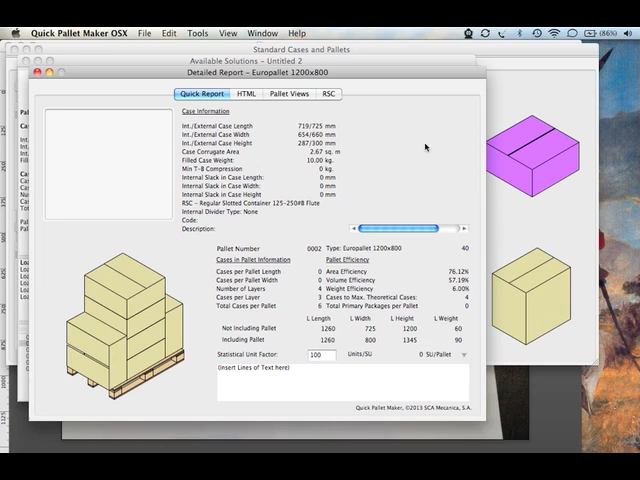 Quick Pallet Maker OSX File Edit Tools View Window Help (86%)
Standard Cases and Pallets
Available Solutions - Untitled 2
Detailed Report - Europallet 1200x800
Quick Report HTML Pallet Views RSC
Case Information
Int./External Case Length 719/725 mm
Int./External Case Width 654/660 mm
Int./External Case Height 287/300 mm
Case Corrugate Area 2.67 sq. m
Filled Case Weight: 10.00 kg.
Min T-B Compression 0 kg.
Internal Slack in Case Length: 0 mm
Internal Slack in Case Width: 0 mm
Internal Slack in Case Height 0 mm
RSC - Regular Slotted Container 125-250#B Flute
Internal Divider Type: None
Code:
Description:
Pallet Number 0002 Type: Europallet 1200x800 40
Cases in Pallet Information Pallet Efficiency
Cases per Pallet Length 0 Area Efficiency 76.12%
Cases per Pallet Width 0 Volume Efficiency 57.19%
Number of Layers 4 Weight Efficiency 6.00%
Cases per Layer 3 Cases to Max. Theoretical Cases: 4
Total Cases per Pallet 6 Total Primary Packages per Pallet 0
L Length L Width L Height L Weight
Not Including Pallet 1260 725 1200 60
Including Pallet 1260 800 1345 90
Statistical Unit Factor: 100 Units/SU 0 SU/Pallet
(Insert Lines of Text here)
Quick Pallet Maker, ©2013 SCA Mecanica, S.A.